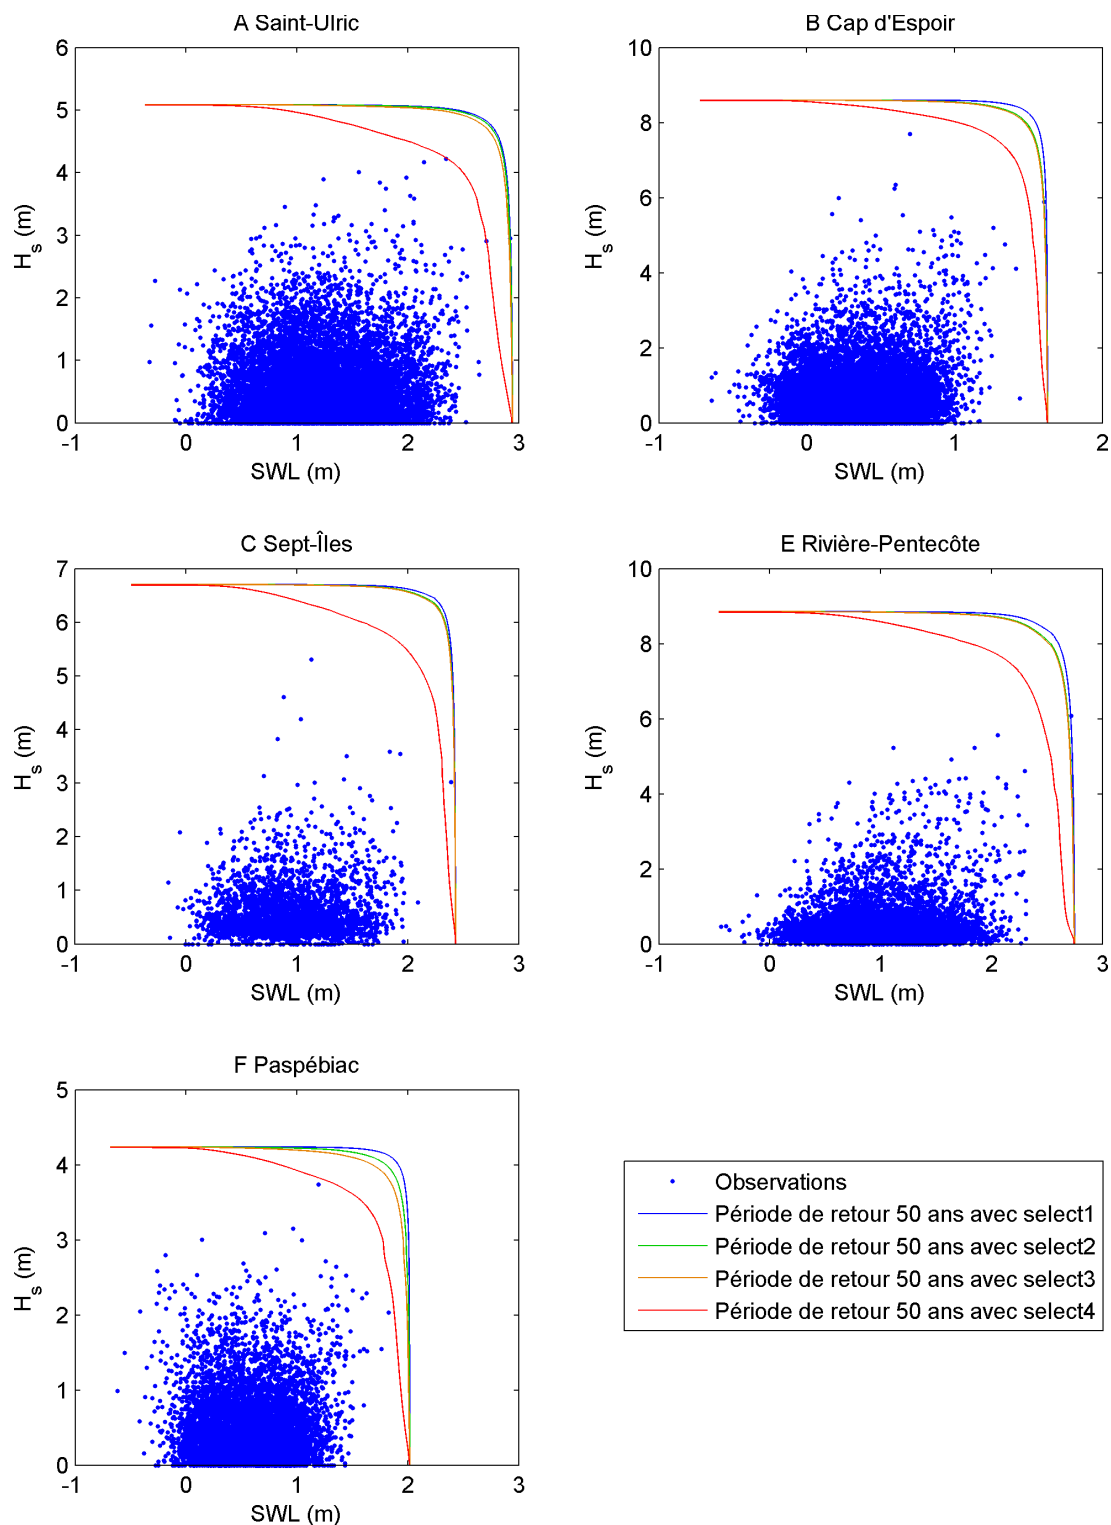 A Saint-Ulric
6
5
4
3
2
1
0
H_s (m)
-1 0 1 2 3
SWL (m)
B Cap d'Espoir
10
8
6
4
2
0
H_s (m)
-1 0 1 2
SWL (m)
C Sept-Îles
7
6
5
4
3
2
1
0
H_s (m)
-1 0 1 2 3
SWL (m)
E Rivière-Pentecôte
10
8
6
4
2
0
H_s (m)
-1 0 1 2 3
SWL (m)
F Paspébiac
5
4
3
2
1
0
H_s (m)
-1 0 1 2 3
SWL (m)
Observations
Période de retour 50 ans avec select1
Période de retour 50 ans avec select2
Période de retour 50 ans avec select3
Période de retour 50 ans avec select4